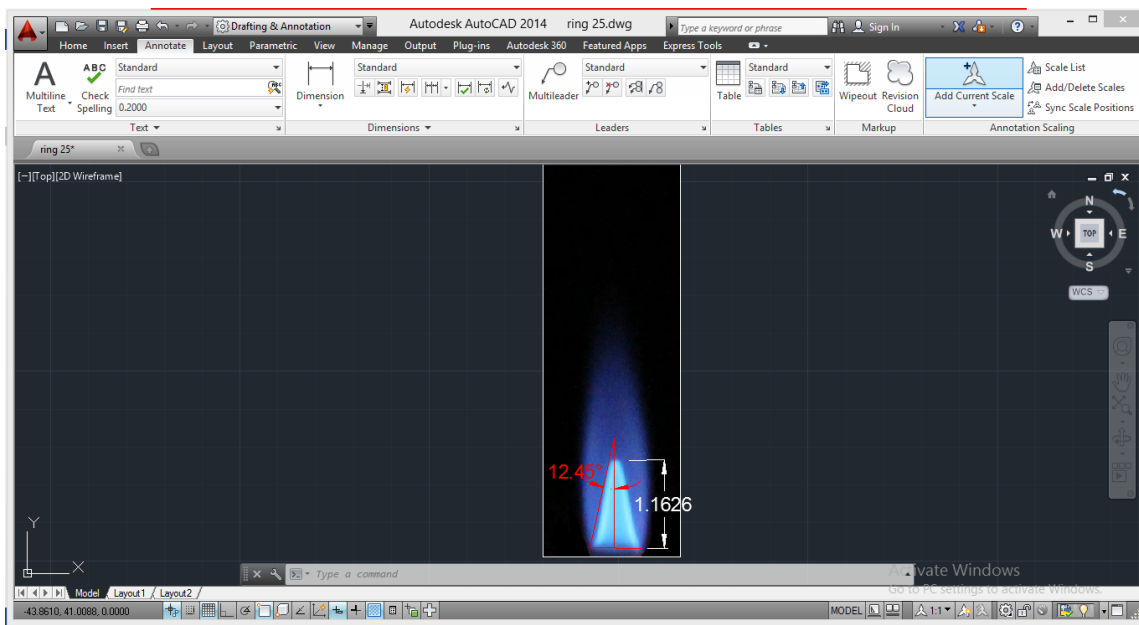 Drafting & Annotation
Autodesk AutoCAD 2014 ring 25.dwg
Type a keyword or phrase
Sign In
Home Insert Annotate Layout Parametric View Manage Output Plug-ins Autodesk 360 Featured Apps Express Tools
A
Multiline
Text
ABC
Check
Spelling
Standard
Find text
ABC
0.2000
Dimension
Standard
Multileader
Standard
Table
Standard
Wipeout
Revision
Cloud
Add Current Scale
Scale List
Add/Delete Scales
Sync Scale Positions
Text
Dimensions
Leaders
Tables
Markup
Annotation Scaling
ring 25*
[−][Top][2D Wireframe]
N
W TOP E
S
WCS
12.45°
1.1626
Y
X
Type a command
Activate Windows
Go to PC settings to activate Windows.
Model Layout1 Layout2
-43.8610, 41.0088, 0.0000
MODEL
1:1